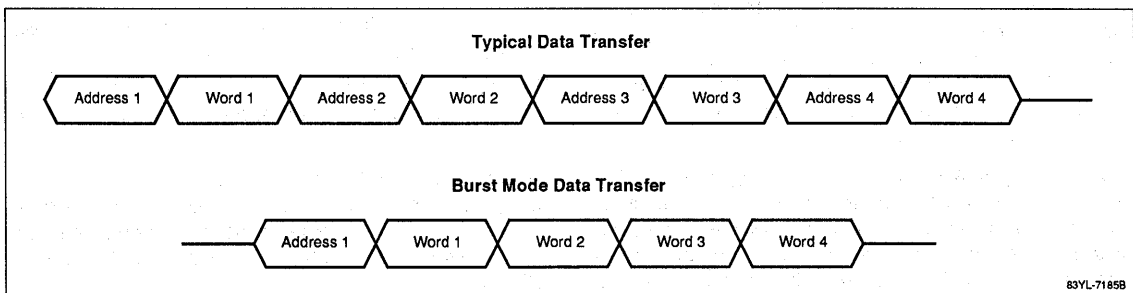 Typical Data Transfer
Address 1 Word 1 Address 2 Word 2 Address 3 Word 3 Address 4 Word 4
Burst Mode Data Transfer
Address 1 Word 1 Word 2 Word 3 Word 4
83YL-7185B